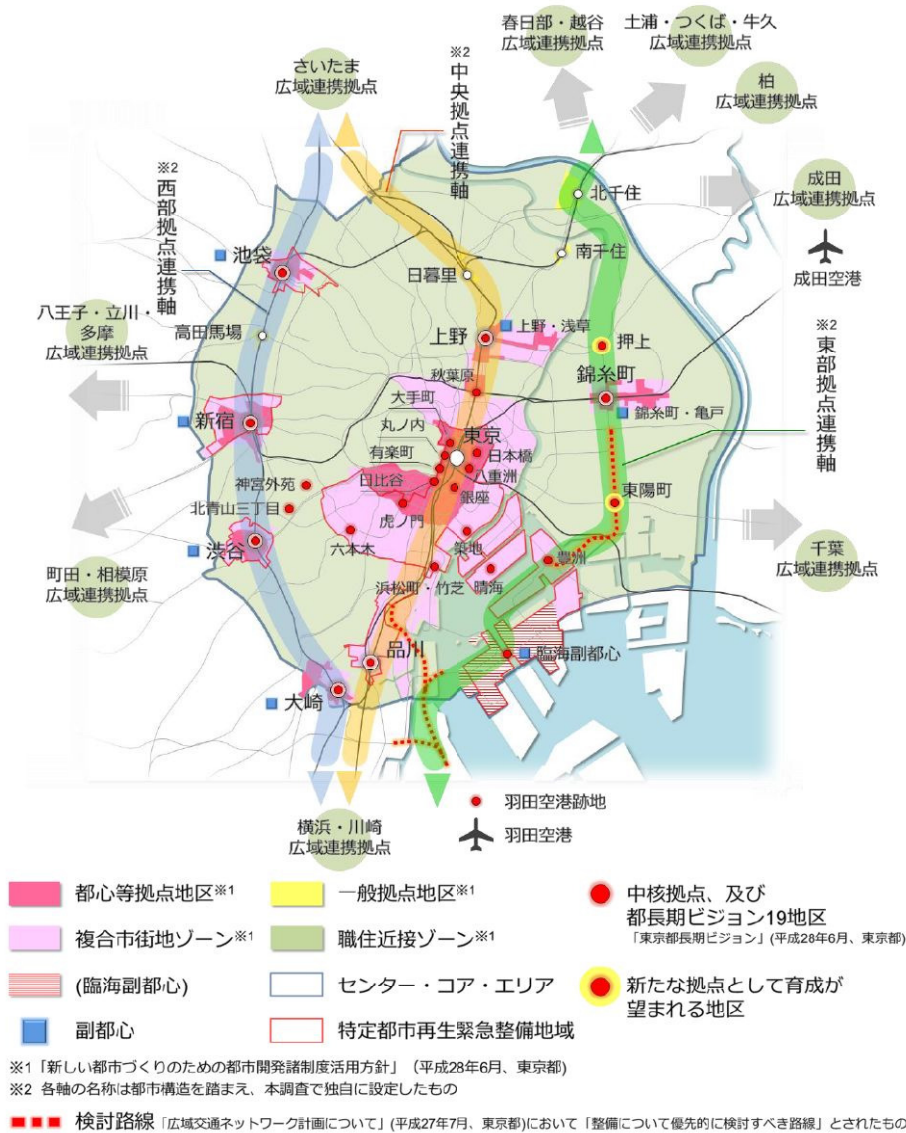 春日部・越谷
広域連携拠点
土浦・つくば・牛久
広域連携拠点
さいたま
広域連携拠点
※2
中央拠点連携軸
柏
広域連携拠点
※2
西部拠点連携軸
成田
広域連携拠点
成田空港
北千住
南千住
池袋
日暮里
八王子・立川・
多摩
広域連携拠点
高田馬場
上野
上野・浅草
押上
※2
東部拠点連携軸
秋葉原
錦糸町
大手町
錦糸町・亀戸
新宿
丸ノ内
東京
有楽町
日本橋
八重洲
日比谷
銀座
東陽町
神宮外苑
北青山三丁目
虎ノ門
渋谷
六本木
築地
豊洲
千葉
広域連携拠点
町田・相模原
広域連携拠点
浜松町・竹芝
晴海
品川
臨海副都心
大崎
羽田空港跡地
羽田空港
横浜・川崎
広域連携拠点
都心等拠点地区※1
一般拠点地区※1
中核拠点、及び
都長期ビジョン19地区
「東京都長期ビジョン」(平成28年6月、東京都)
複合市街地ゾーン※1
職住近接ゾーン※1
(臨海副都心)
センター・コア・エリア
新たな拠点として育成が
望まれる地区
副都心
特定都市再生緊急整備地域
※1「新しい都市づくりのための都市開発諸制度活用方針」（平成28年6月、東京都)
※2 各軸の名称は都市構造を踏まえ、本調査で独自に設定したもの
検討路線「広域交通ネットワーク計画について」(平成27年7月、東京都)において「整備について優先的に検討すべき路線」とされたもの